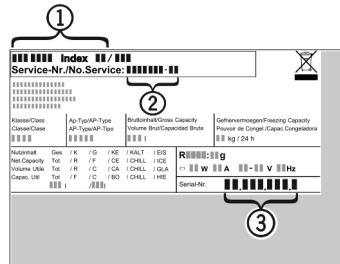 1
Index /
Service-Nr./No.Service: -
2
Klasse/Class Ap-Typ/AP-Type Bruttoinhalt/Gross Capacity Gefriervermoegen/Freezing Capacity
Classe/Clase AP-Type/AP-Tipo Volume Brut/Capacidad Brute Pouvoir de Congel./Capac.Congeladora
l kg / 24 h
Nutzinhalt Ges / K / G / KE / KALT / EIS
Net.Capacity Tot / R / F / CE / CHILL / ICE
Volume Utile Tot / R / C / CA / CHILL / GLA
Capac. Util Tot / F / C / BO / CHILL / HIE
l / l
R : g
W A - V Hz
Serial-Nr. . . .
3